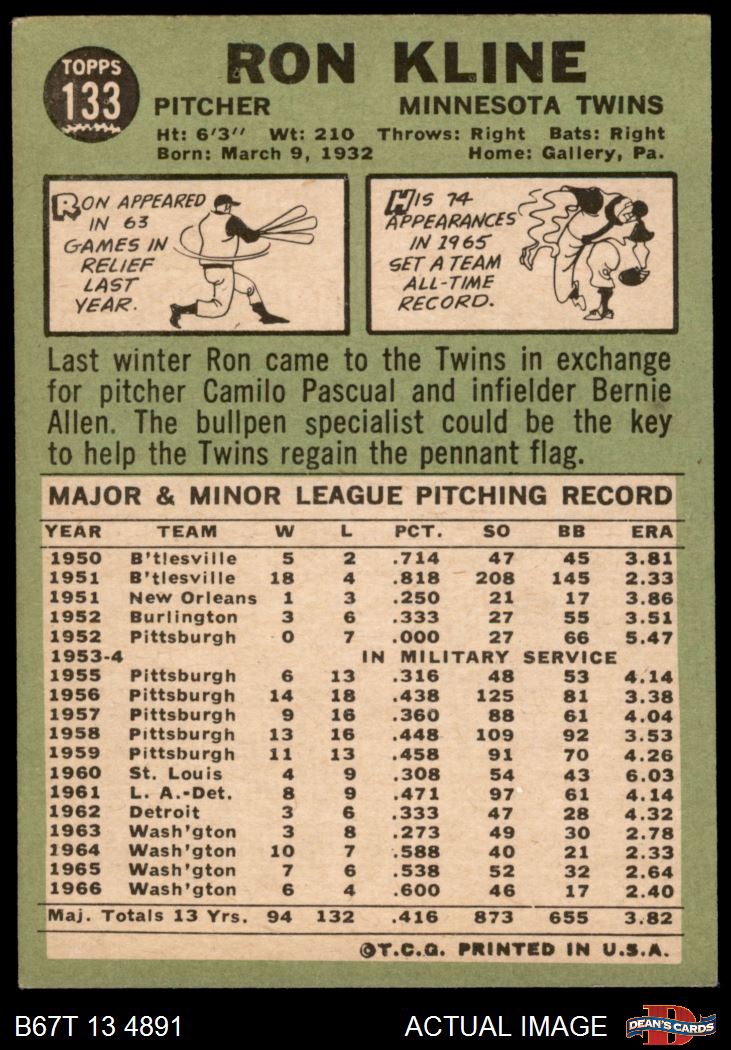 TOPPS
133
RON KLINE
PITCHER MINNESOTA TWINS
Ht: 6'3" Wt: 210 Throws: Right Bats: Right
Born: March 9, 1932 Home: Gallery, Pa.
RON APPEARED
IN 63
GAMES IN
RELIEF
LAST
YEAR.
HIS 74
APPEARANCES
IN 1965
SET A TEAM
ALL-TIME
RECORD.
Last winter Ron came to the Twins in exchange
for pitcher Camilo Pascual and infielder Bernie
Allen. The bullpen specialist could be the key
to help the Twins regain the pennant flag.
MAJOR & MINOR LEAGUE PITCHING RECORD
YEAR TEAM W L PCT. SO BB ERA
1950 B'tlesville 5 2 .714 47 45 3.81
1951 B'tlesville 18 4 .818 208 145 2.33
1951 New Orleans 1 3 .250 21 17 3.86
1952 Burlington 3 6 .333 27 55 3.51
1952 Pittsburgh 0 7 .000 27 66 5.47
1953-4 IN MILITARY SERVICE
1955 Pittsburgh 6 13 .316 48 53 4.14
1956 Pittsburgh 14 18 .438 125 81 3.38
1957 Pittsburgh 9 16 .360 88 61 4.04
1958 Pittsburgh 13 16 .448 109 92 3.53
1959 Pittsburgh 11 13 .458 91 70 4.26
1960 St. Louis 4 9 .308 54 43 6.03
1961 L. A.-Det. 8 9 .471 97 61 4.14
1962 Detroit 3 6 .333 47 28 4.32
1963 Wash'gton 3 8 .273 49 30 2.78
1964 Wash'gton 10 7 .588 40 21 2.33
1965 Wash'gton 7 6 .538 52 32 2.64
1966 Wash'gton 6 4 .600 46 17 2.40
Maj. Totals 13 Yrs. 94 132 .416 873 655 3.82
©T.C.G. PRINTED IN U.S.A.
B67T 13 4891 ACTUAL IMAGE
D
DEAN'S CARDS